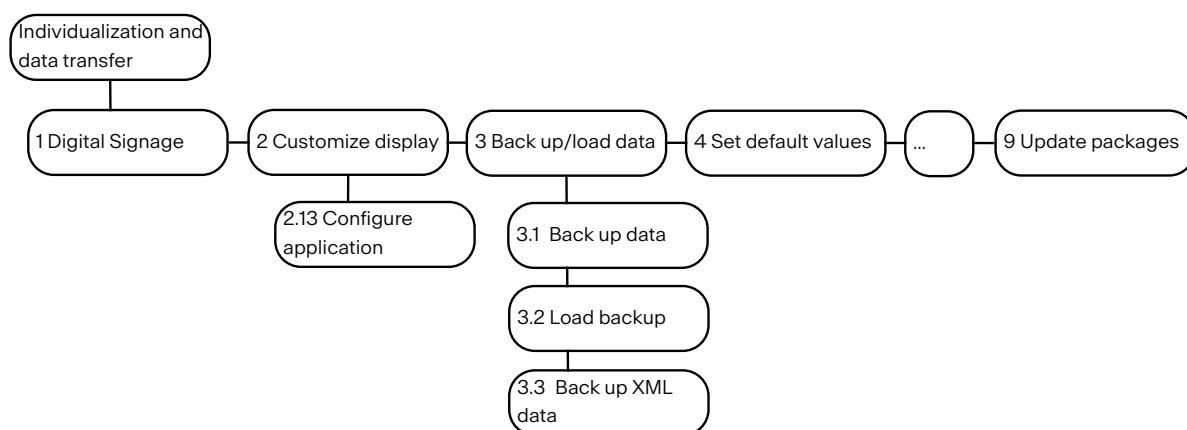 Individualization and
data transfer
1 Digital Signage
2 Customize display
3 Back up/load data
4 Set default values
...
9 Update packages
2.13 Configure
application
3.1  Back up data
3.2 Load backup
3.3  Back up XML
data